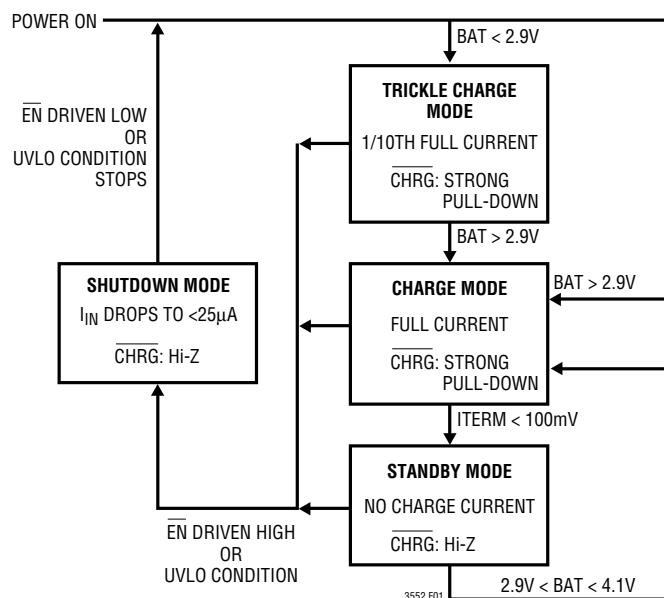 POWER ON
BAT < 2.9V
TRICKLE CHARGE
MODE
1/10TH FULL CURRENT
CHRG: STRONG
PULL-DOWN
EN DRIVEN LOW
OR
UVLO CONDITION
STOPS
BAT > 2.9V
SHUTDOWN MODE
IIN DROPS TO <25µA
CHRG: Hi-Z
CHARGE MODE
FULL CURRENT
CHRG: STRONG
PULL-DOWN
BAT > 2.9V
ITERM < 100mV
STANDBY MODE
NO CHARGE CURRENT
CHRG: Hi-Z
EN DRIVEN HIGH
OR
UVLO CONDITION
3552 F01
2.9V < BAT < 4.1V